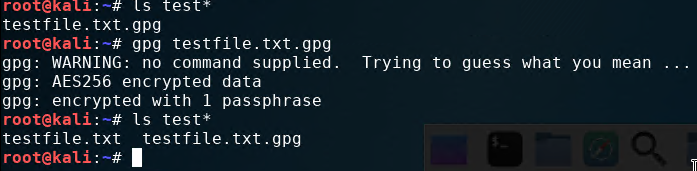 root@kali:~# ls test*
testfile.txt.gpg
root@kali:~# gpg testfile.txt.gpg
gpg: WARNING: no command supplied.  Trying to guess what you mean ...
gpg: AES256 encrypted data
gpg: encrypted with 1 passphrase
root@kali:~# ls test*
testfile.txt  testfile.txt.gpg
root@kali:~#